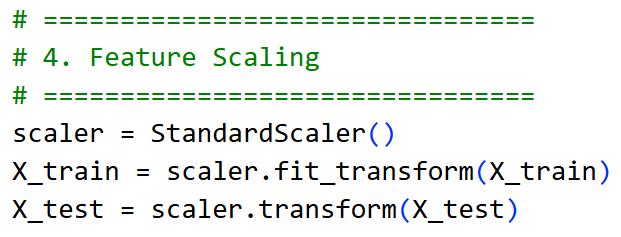 # ================================
# 4. Feature Scaling
# ================================
scaler = StandardScaler()
X_train = scaler.fit_transform(X_train)
X_test = scaler.transform(X_test)